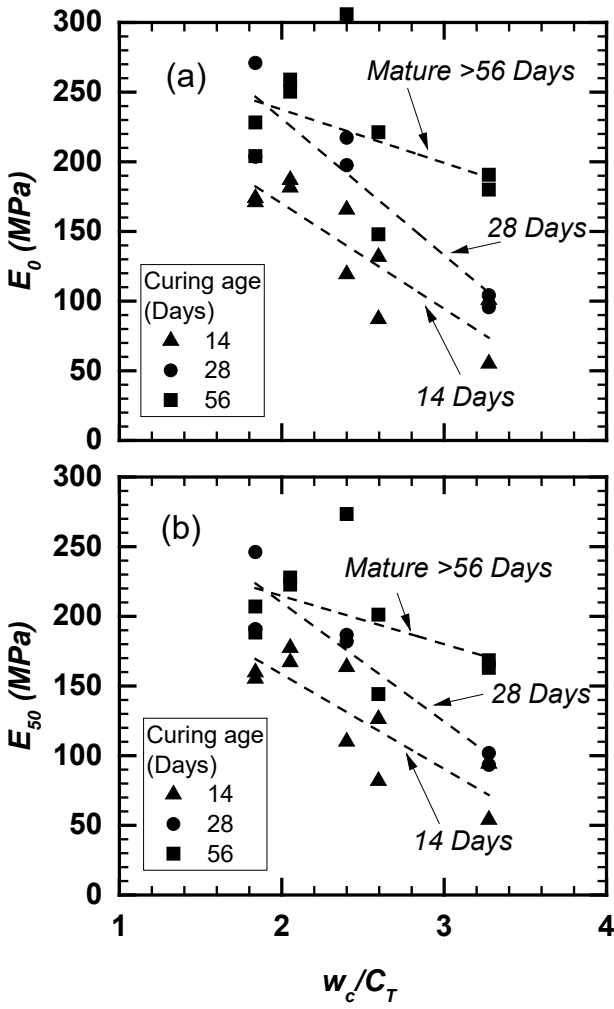 300
(a)
Mature >56 Days
250
200
E0 (MPa)
28 Days
150
Curing age
(Days)
100
14
28
50
56
14 Days
0
300
(b)
250
Mature >56 Days
200
E50 (MPa)
28 Days
150
Curing age
(Days)
100
14
28
14 Days
50
56
0
1 2 3 4
wc/CT